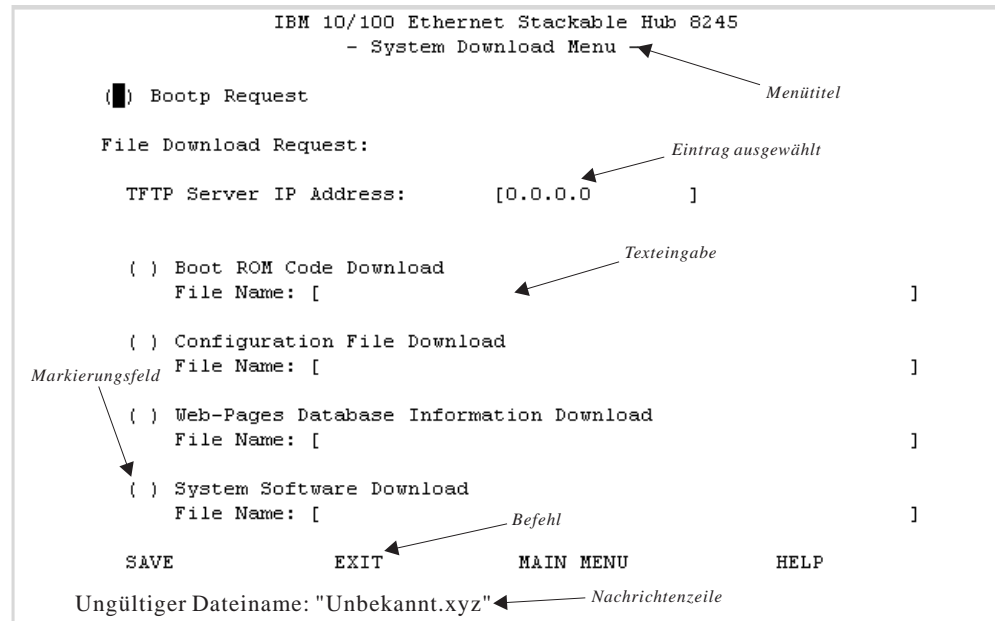 IBM 10/100 Ethernet Stackable Hub 8245
- System Download Menu -
Menütitel
(█) Bootp Request
File Download Request:
Eintrag ausgewählt
TFTP Server IP Address: [0.0.0.0 ]
Texteingabe
( ) Boot ROM Code Download
File Name: [ ]
( ) Configuration File Download
File Name: [ ]
Markierungsfeld
( ) Web-Pages Database Information Download
File Name: [ ]
( ) System Software Download
File Name: [ ]
Befehl
SAVE EXIT MAIN MENU HELP
Ungültiger Dateiname: "Unbekannt.xyz"
Nachrichtenzeile